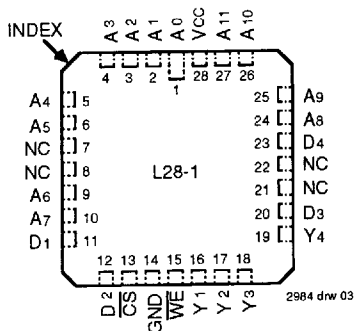 INDEX
A3 A2 A1 A0 VCC A11 A10
4 3 2 1 28 27 26
A4 5
A5 6
NC 7
NC 8
A6 9
A7 10
D1 11
L28-1
25 A9
24 A8
23 D4
22 NC
21 NC
20 D3
19 Y4
12 13 14 15 16 17 18
D2 CS GND WE Y1 Y2 Y3
2984 drw 03